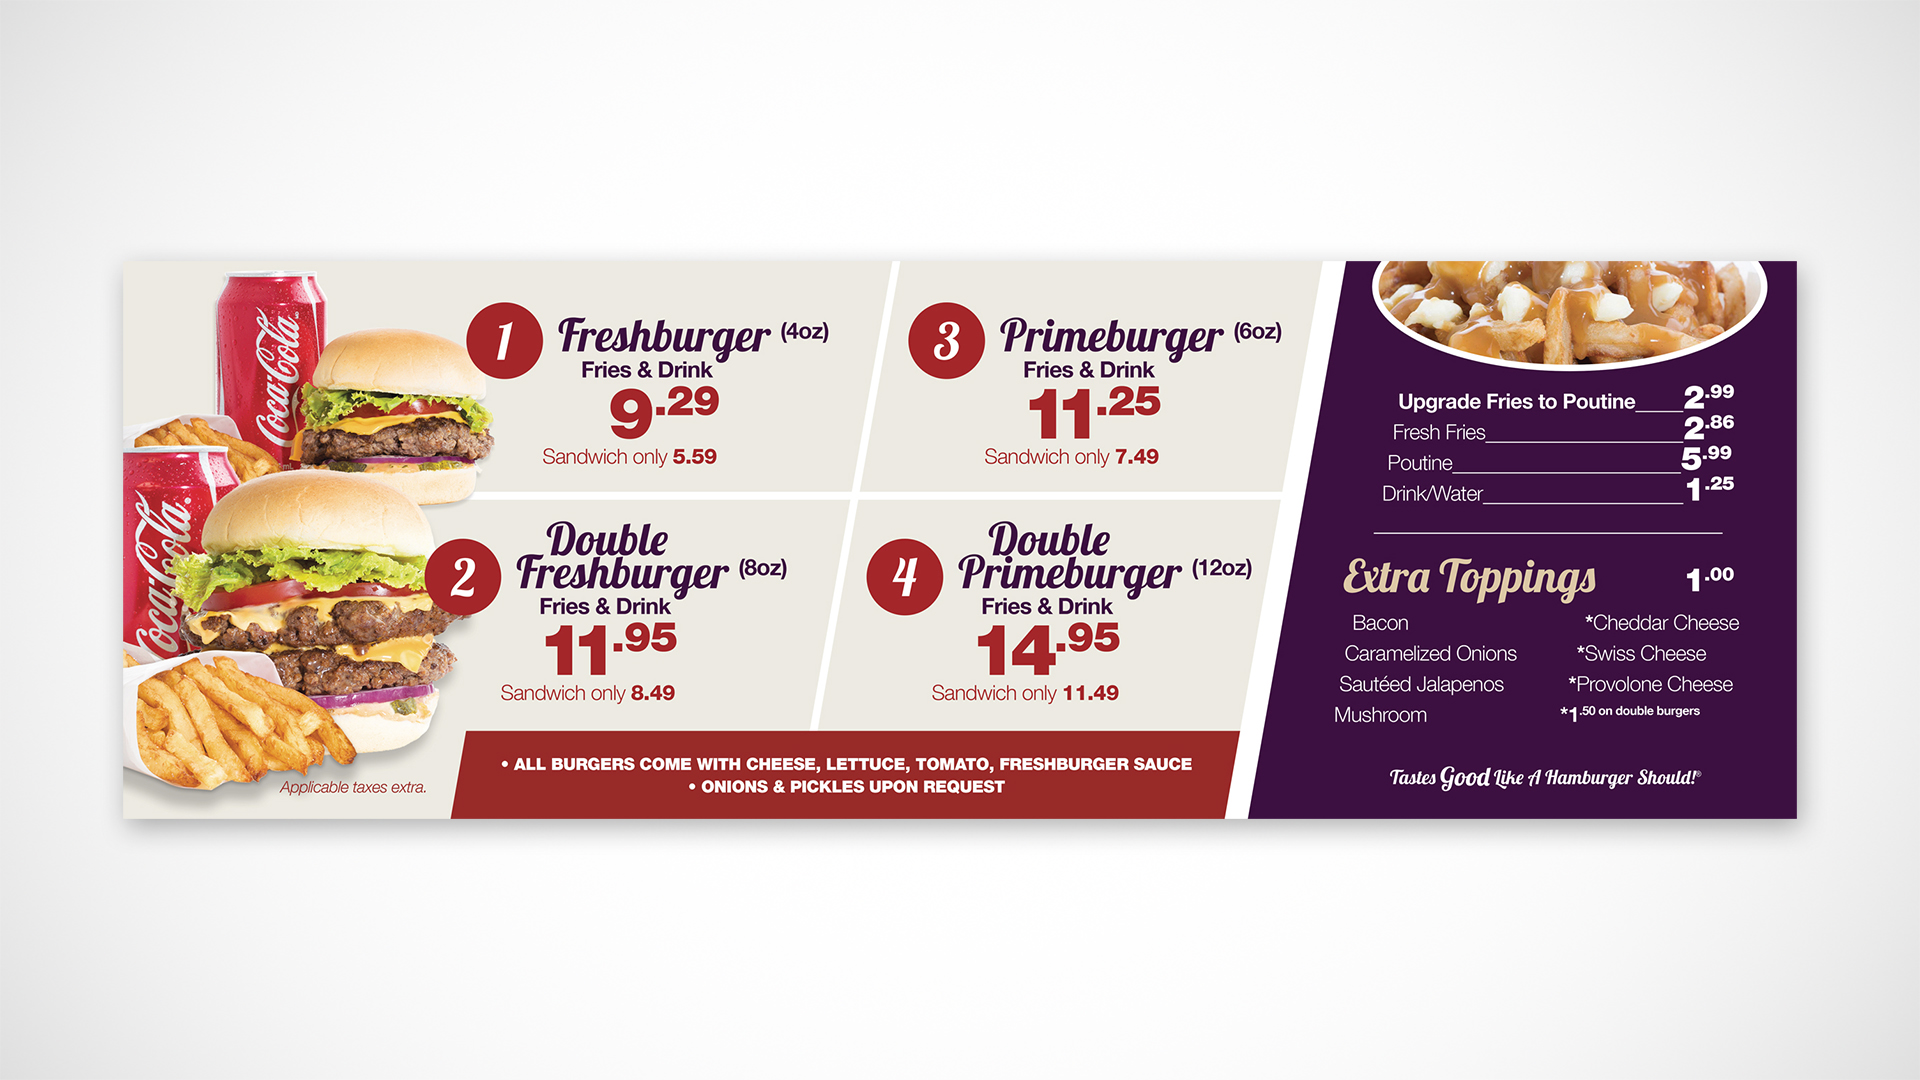 Coca-Cola
Coca-Cola
1
Freshburger (4oz)
Fries & Drink
9.29
Sandwich only 5.59
2
Double
Freshburger (8oz)
Fries & Drink
11.95
Sandwich only 8.49
3
Primeburger (6oz)
Fries & Drink
11.25
Sandwich only 7.49
4
Double
Primeburger (12oz)
Fries & Drink
14.95
Sandwich only 11.49
• ALL BURGERS COME WITH CHEESE, LETTUCE, TOMATO, FRESHBURGER SAUCE
• ONIONS & PICKLES UPON REQUEST
Applicable taxes extra.
Upgrade Fries to Poutine 2.99
Fresh Fries 2.86
Poutine 5.99
Drink/Water 1.25
Extra Toppings 1.00
Bacon
Caramelized Onions
Sautéed Jalapenos
Mushroom
*Cheddar Cheese
*Swiss Cheese
*Provolone Cheese
*1.50 on double burgers
Tastes Good Like A Hamburger Should!®